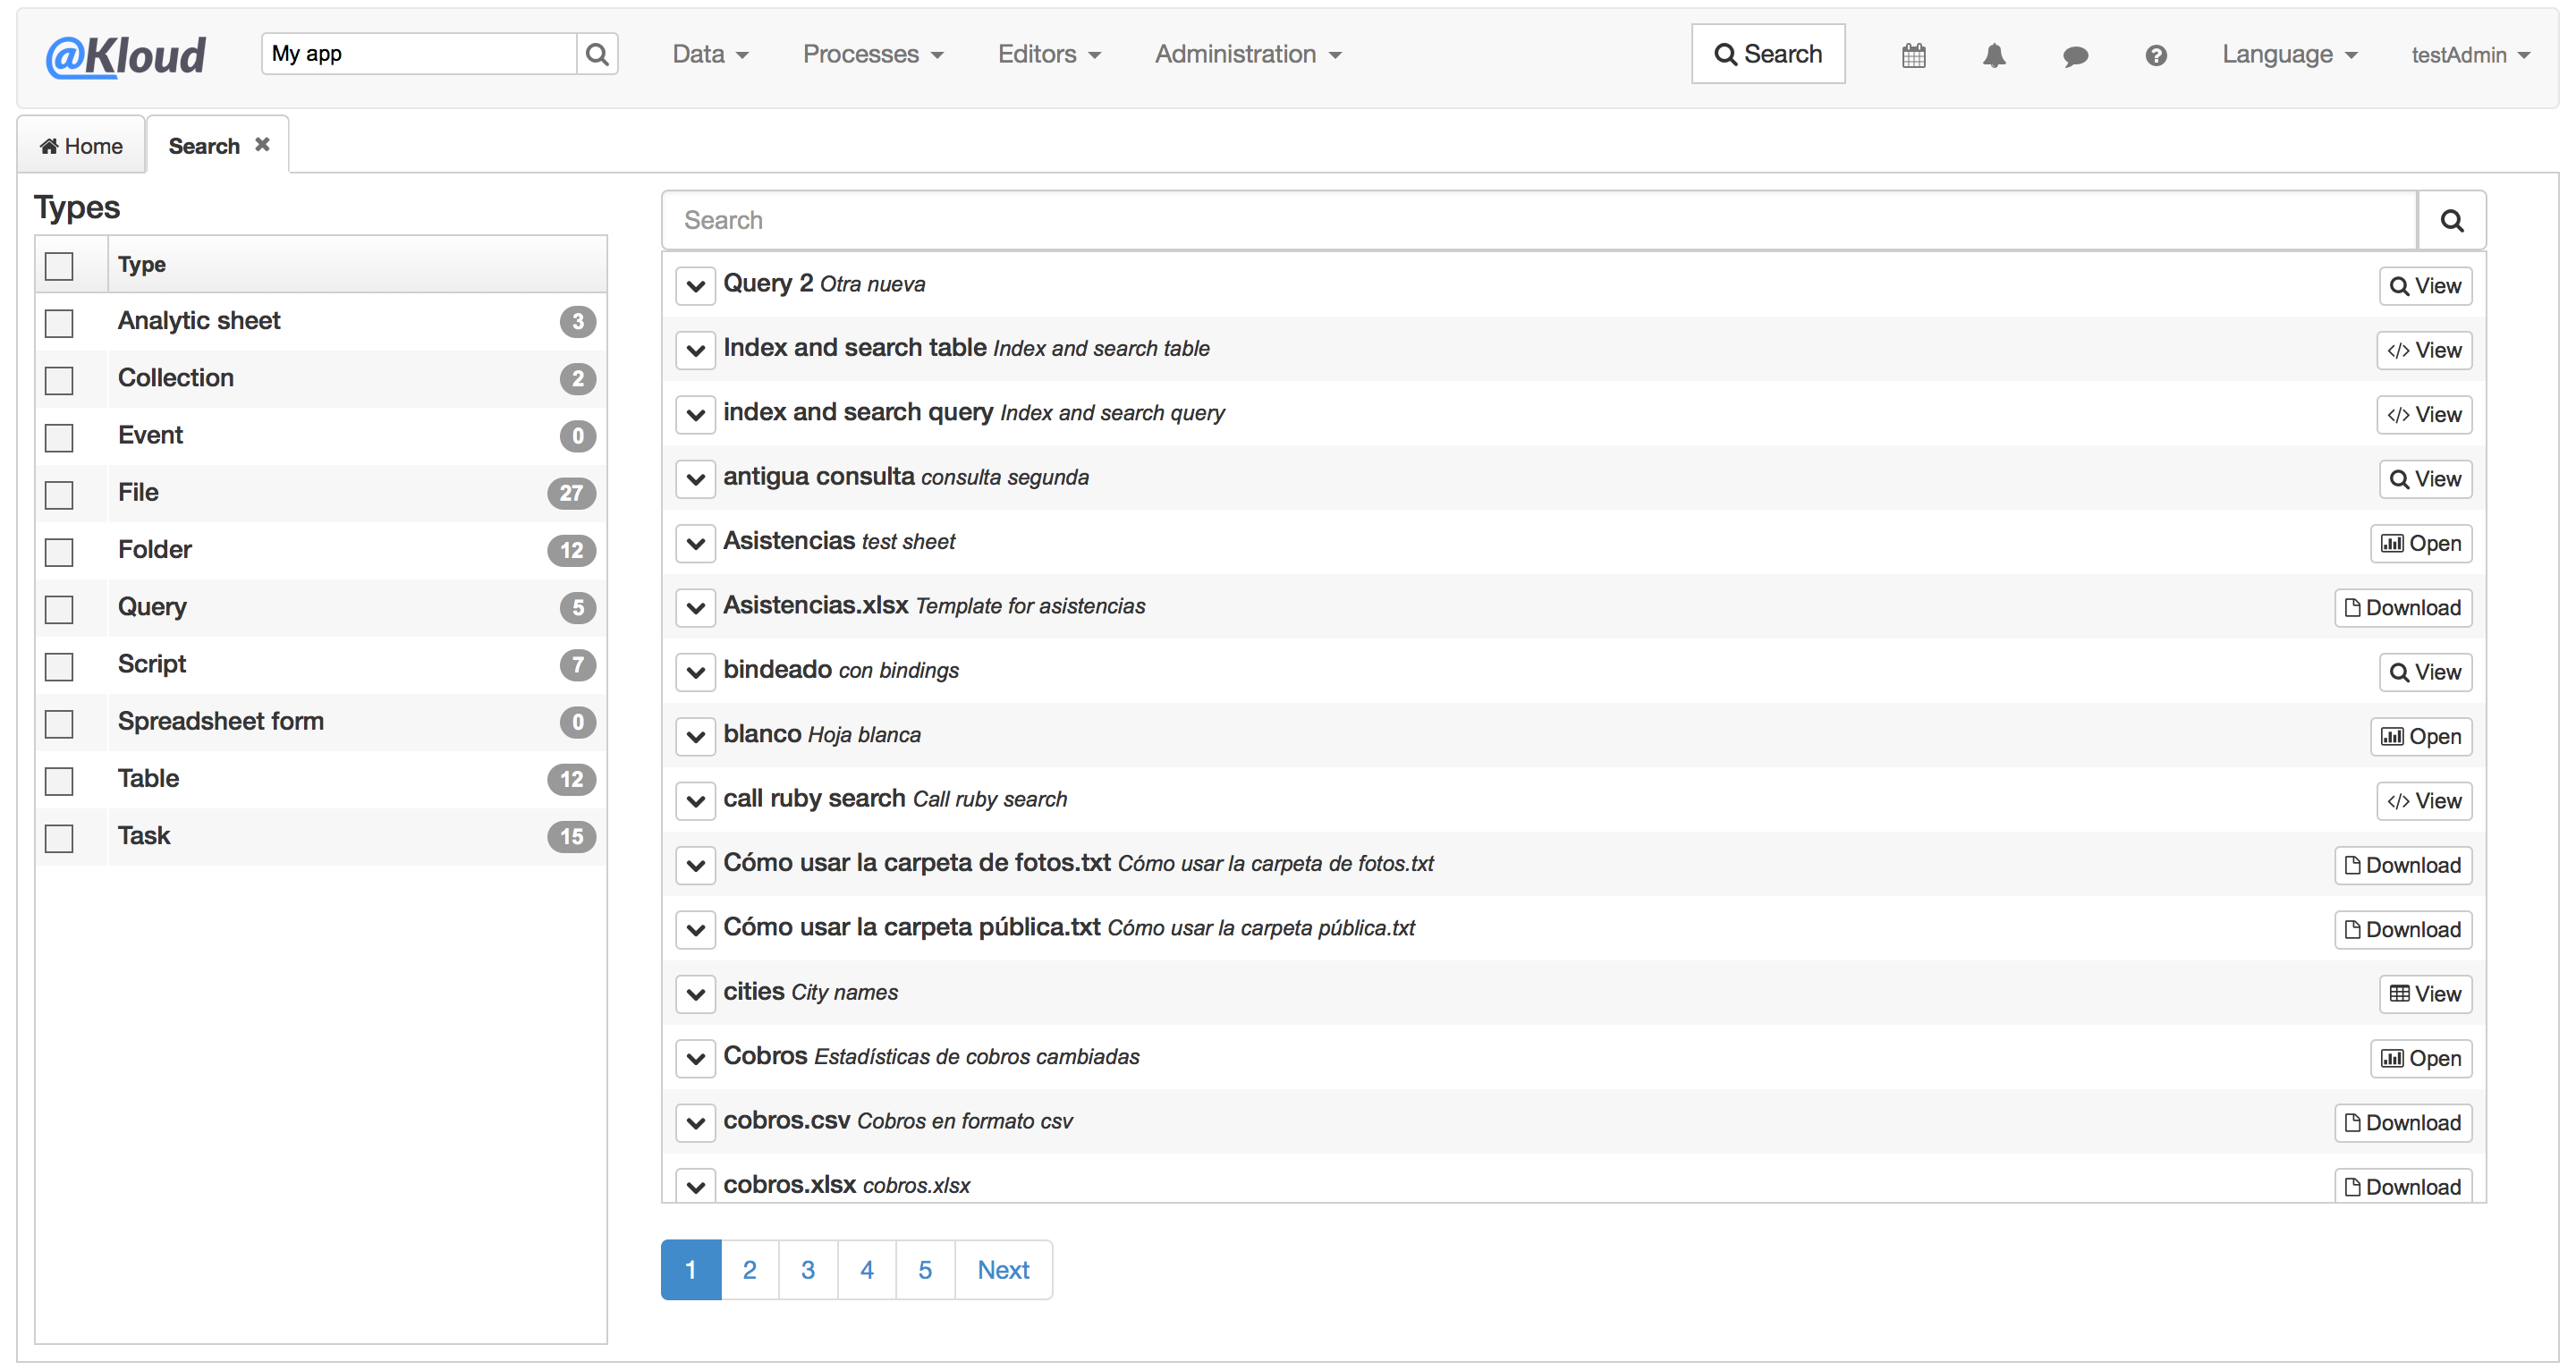 @Kloud My app Data Processes Editors Administration Search Language testAdmin
Home Search
Types
Type
Analytic sheet 3
Collection 2
Event 0
File 27
Folder 12
Query 5
Script 7
Spreadsheet form 0
Table 12
Task 15
Search
Query 2 Otra nueva View
Index and search table Index and search table </> View
index and search query Index and search query </> View
antigua consulta consulta segunda View
Asistencias test sheet Open
Asistencias.xlsx Template for asistencias Download
bindeado con bindings View
blanco Hoja blanca Open
call ruby search Call ruby search </> View
Cómo usar la carpeta de fotos.txt Cómo usar la carpeta de fotos.txt Download
Cómo usar la carpeta pública.txt Cómo usar la carpeta pública.txt Download
cities City names View
Cobros Estadísticas de cobros cambiadas Open
cobros.csv Cobros en formato csv Download
cobros.xlsx cobros.xlsx Download
1 2 3 4 5 Next